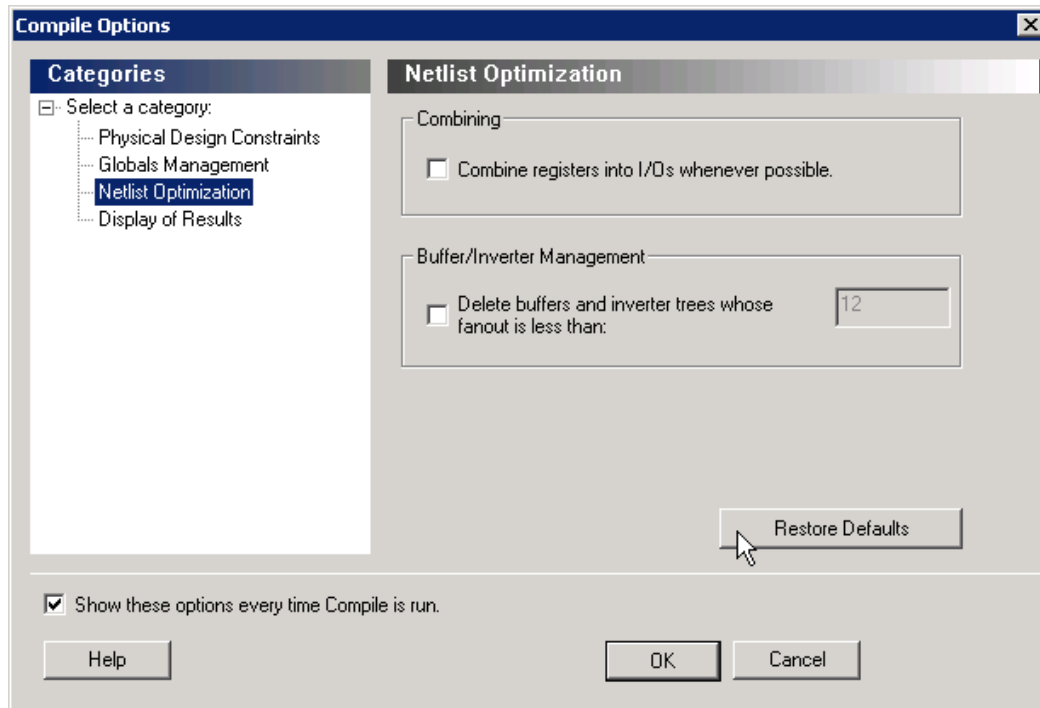 Compile Options
Categories
Select a category:
Physical Design Constraints
Globals Management
Netlist Optimization
Display of Results
Netlist Optimization
Combining
Combine registers into I/Os whenever possible.
Buffer/Inverter Management
Delete buffers and inverter trees whose
fanout is less than:
12
Restore Defaults
Show these options every time Compile is run.
Help
OK
Cancel